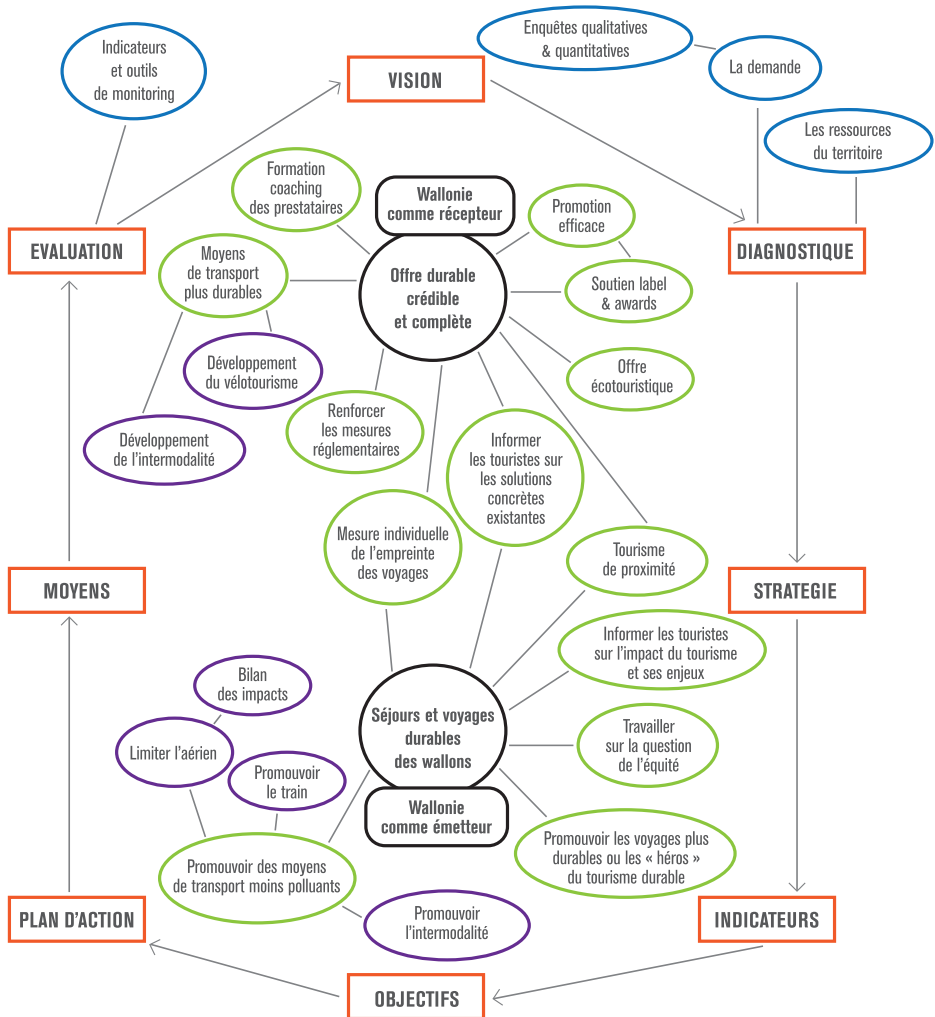 Enquêtes qualitatives
& quantitatives
Indicateurs
et outils
de monitoring
VISION
La demande
Les ressources
du territoire
Formation
coaching
des prestataires
Wallonie
comme récepteur
Promotion
efficace
EVALUATION
DIAGNOSTIQUE
Moyens
de transport
plus durables
Offre durable
crédible
et complète
Soutien label
& awards
Développement
du vélotourisme
Offre
écotouristique
Renforcer
les mesures
réglementaires
Développement
de l'intermodalité
Informer
les touristes sur
les solutions
concrètes
existantes
Mesure individuelle
de l'empreinte
des voyages
Tourisme
de proximité
MOYENS
STRATEGIE
Informer les touristes
sur l'impact du tourisme
et ses enjeux
Bilan
des impacts
Séjours et voyages
durables
des wallons
Limiter l'aérien
Travailler
sur la question
de l'équité
Promouvoir
le train
Wallonie
comme émetteur
Promouvoir des moyens
de transport moins polluants
Promouvoir les voyages plus
durables ou les « héros »
du tourisme durable
PLAN D'ACTION
Promouvoir
l'intermodalité
INDICATEURS
OBJECTIFS